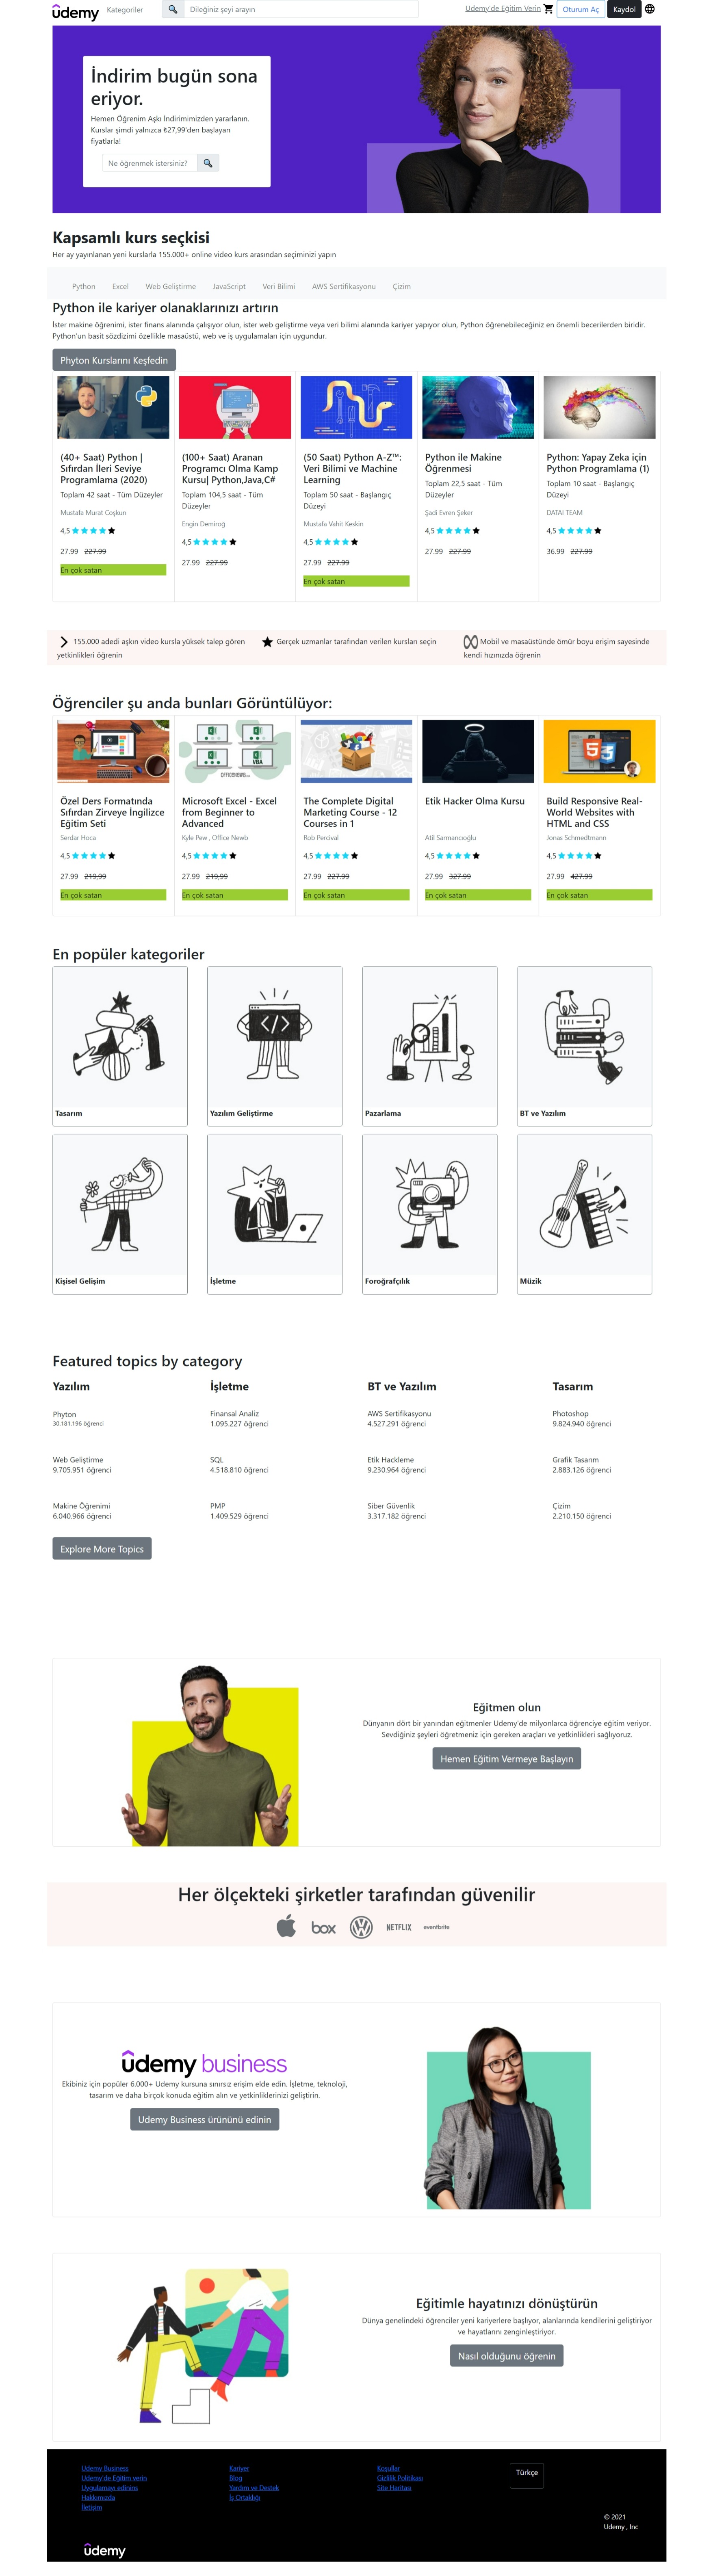 udemy Kategoriler Dilediğiniz şeyi arayın Udemy'de Eğitim Verin Oturum Aç Kaydol
İndirim bugün sona
eriyor.
Hemen Öğrenim Aşkı İndirimimizden yararlanın.
Kurslar şimdi yalnızca ₺27,99'den başlayan
fiyatlarla!
Ne öğrenmek istersiniz?
Kapsamlı kurs seçkisi
Her ay yayınlanan yeni kurslarla 155.000+ online video kurs arasından seçiminizi yapın
Python Excel Web Geliştirme JavaScript Veri Bilimi AWS Sertifikasyonu Çizim
Python ile kariyer olanaklarınızı artırın
İster makine öğrenimi, ister finans alanında çalışıyor olun, ister web geliştirme veya veri bilimi alanında kariyer yapıyor olun, Python öğrenebileceğiniz en önemli becerilerden biridir.
Python'un basit sözdizimi özellikle masaüstü, web ve iş uygulamaları için uygundur.
Phyton Kurslarını Keşfedin
(40+ Saat) Python |
Sıfırdan İleri Seviye
Programlama (2020)
Toplam 42 saat - Tüm Düzeyler
Mustafa Murat Coşkun
4,5
27.99 227.99
En çok satan
(100+ Saat) Aranan
Programcı Olma Kamp
Kursu| Python,Java,C#
Toplam 104,5 saat - Tüm
Düzeyler
Engin Demiroğ
4,5
27.99 227.99
(50 Saat) Python A-Z™:
Veri Bilimi ve Machine
Learning
Toplam 50 saat - Başlangıç
Düzeyi
Mustafa Vahit Keskin
4,5
27.99 227.99
En çok satan
Python ile Makine
Öğrenmesi
Toplam 22,5 saat - Tüm
Düzeyler
Şadi Evren Şeker
4,5
27.99 227.99
Python: Yapay Zeka için
Python Programlama (1)
Toplam 10 saat - Başlangıç
Düzeyi
DATAI TEAM
4,5
36.99 227.99
155.000 adedi aşkın video kursla yüksek talep gören
yetkinlikleri öğrenin
Gerçek uzmanlar tarafından verilen kursları seçin
Mobil ve masaüstünde ömür boyu erişim sayesinde
kendi hızınızda öğrenin
Öğrenciler şu anda bunları Görüntülüyor:
Özel Ders Formatında
Sıfırdan Zirveye İngilizce
Eğitim Seti
Serdar Hoca
4,5
27.99 219,99
En çok satan
VBA
Microsoft Excel - Excel
from Beginner to
Advanced
Kyle Pew , Office Newb
4,5
27.99 219,99
En çok satan
The Complete Digital
Marketing Course - 12
Courses in 1
Rob Percival
4,5
27.99 227.99
En çok satan
Etik Hacker Olma Kursu
Atil Sarmancıoğlu
4,5
27.99 327.99
En çok satan
5 3
Build Responsive Real-
World Websites with
HTML and CSS
Jonas Schmedtmann
4,5
27.99 427.99
En çok satan
En popüler kategoriler
Tasarım
Yazılım Geliştirme
Pazarlama
BT ve Yazılım
Kişisel Gelişim
İşletme
Foroğrafçılık
Müzik
Featured topics by category
Yazılım İşletme BT ve Yazılım Tasarım
Phyton Finansal Analiz AWS Sertifikasyonu Photoshop
30.181.196 öğrenci 1.095.227 öğrenci 4.527.291 öğrenci 9.824.940 öğrenci
Web Geliştirme SQL Etik Hackleme Grafik Tasarım
9.705.951 öğrenci 4.518.810 öğrenci 9.230.964 öğrenci 2.883.126 öğrenci
Makine Öğrenimi PMP Siber Güvenlik Çizim
6.040.966 öğrenci 1.409.529 öğrenci 3.317.182 öğrenci 2.210.150 öğrenci
Explore More Topics
Eğitmen olun
Dünyanın dört bir yanından eğitmenler Udemy'de milyonlarca öğrenciye eğitim veriyor.
Sevdiğiniz şeyleri öğretmeniz için gereken araçları ve yetkinlikleri sağlıyoruz.
Hemen Eğitim Vermeye Başlayın
Her ölçekteki şirketler tarafından güvenilir
box NETFLIX eventbrite
udemy business
Ekibiniz için popüler 6.000+ Udemy kursuna sınırsız erişim elde edin. İşletme, teknoloji,
tasarım ve daha birçok konuda eğitim alın ve yetkinliklerinizi geliştirin.
Udemy Business ürününü edinin
Eğitimle hayatınızı dönüştürün
Dünya genelindeki öğrenciler yeni kariyerlere başlıyor, alanlarında kendilerini geliştiriyor
ve hayatlarını zenginleştiriyor.
Nasıl olduğunu öğrenin
Udemy Business
Udemy'de Eğitim verin
Uygulamayı edinins
Hakkımızda
İletişim
Kariyer
Blog
Yardım ve Destek
İş Ortaklığı
Koşullar
Gizlilik Politikası
Site Haritası
Türkçe
© 2021
Udemy , Inc
udemy